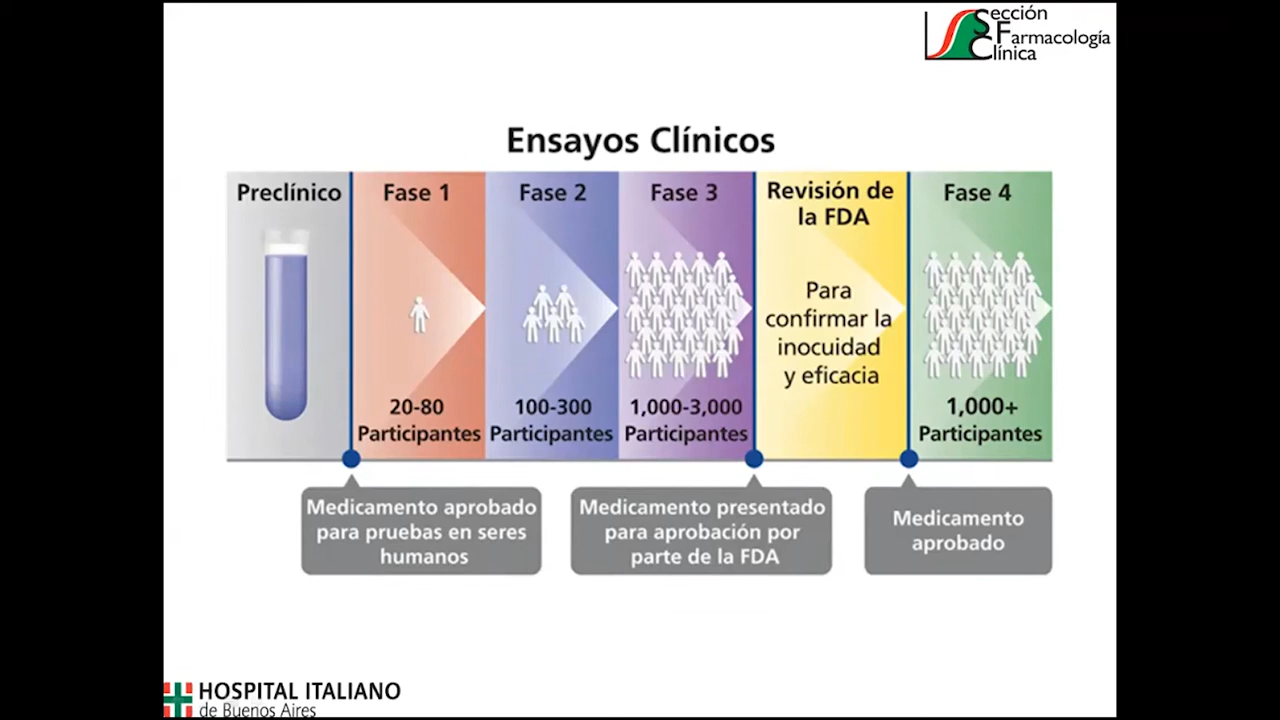 Sección
Farmacología
Clínica
Ensayos Clínicos
Preclínico
Fase 1
20-80
Participantes
Fase 2
100-300
Participantes
Fase 3
1,000-3,000
Participantes
Revisión de
la FDA
Para
confirmar la
inocuidad
y eficacia
Fase 4
1,000+
Participantes
Medicamento aprobado
para pruebas en seres
humanos
Medicamento presentado
para aprobación por
parte de la FDA
Medicamento
aprobado
HOSPITAL ITALIANO
de Buenos Aires